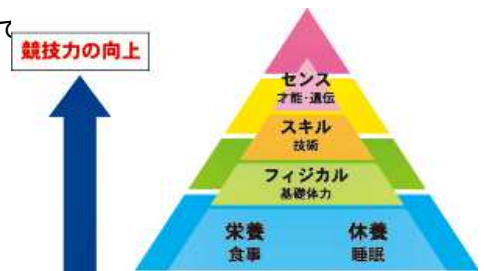 て
競技力の向上
センス
才能・遺伝
スキル
技術
フィジカル
基礎体力
栄養 休養
食事 睡眠